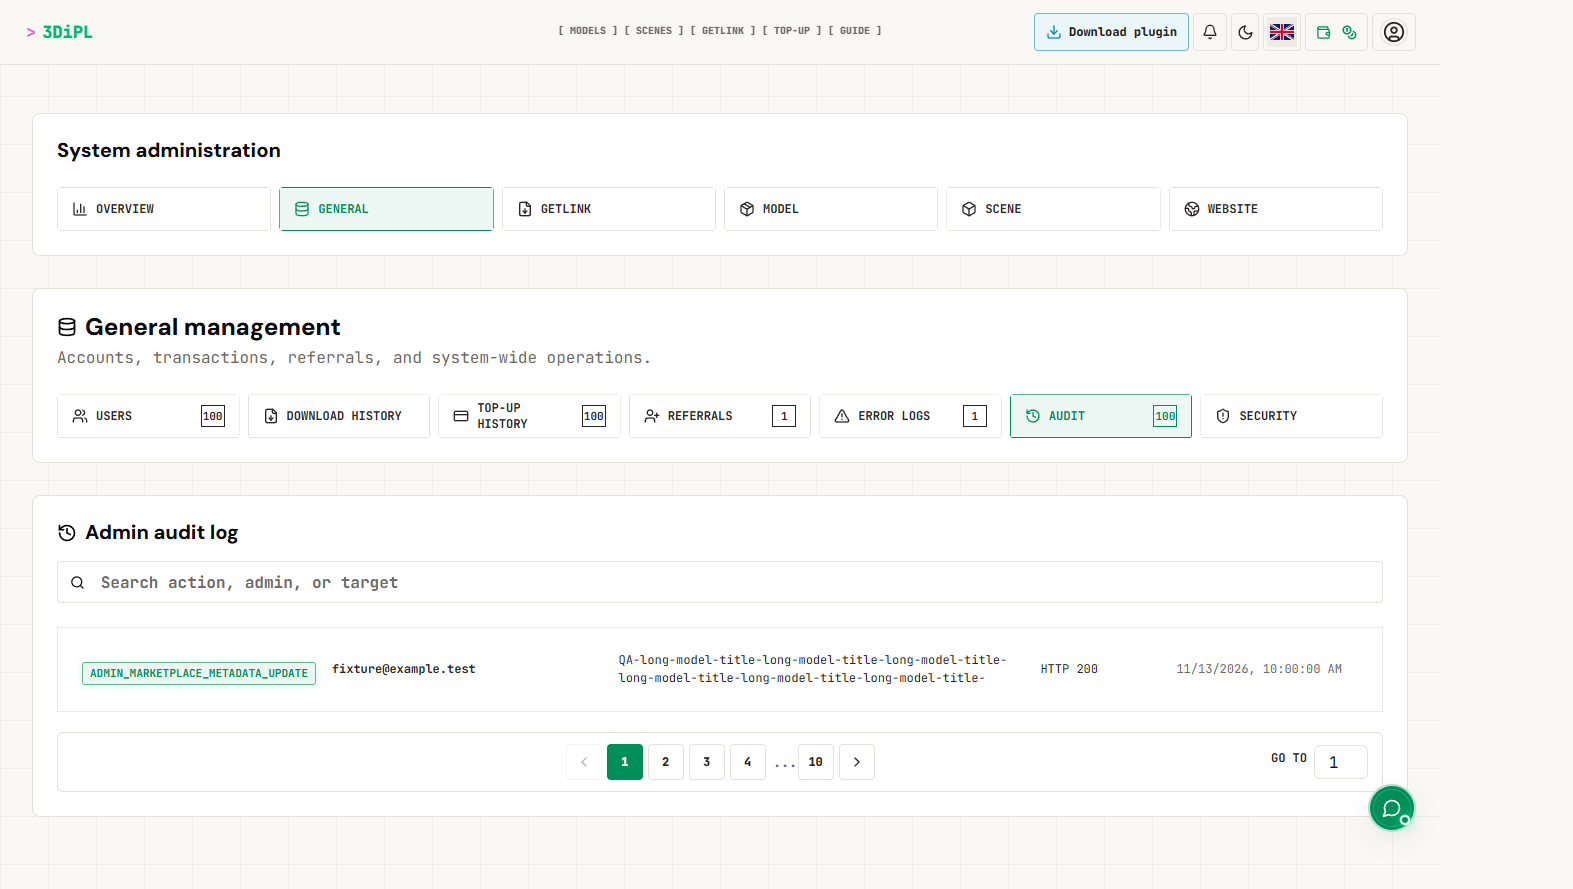 > 3DiPL
[ MODELS ] [ SCENES ] [ GETLINK ] [ TOP-UP ] [ GUIDE ]
Download plugin
System administration
OVERVIEW
GENERAL
GETLINK
MODEL
SCENE
WEBSITE
General management
Accounts, transactions, referrals, and system-wide operations.
USERS 100
DOWNLOAD HISTORY
TOP-UP
HISTORY 100
REFERRALS 1
ERROR LOGS 1
AUDIT 100
SECURITY
Admin audit log
Search action, admin, or target
ADMIN_MARKETPLACE_METADATA_UPDATE
fixture@example.test
QA-long-model-title-long-model-title-long-model-title-
long-model-title-long-model-title-long-model-title-
HTTP 200
11/13/2026, 10:00:00 AM
1 2 3 4 ... 10
GO TO 1